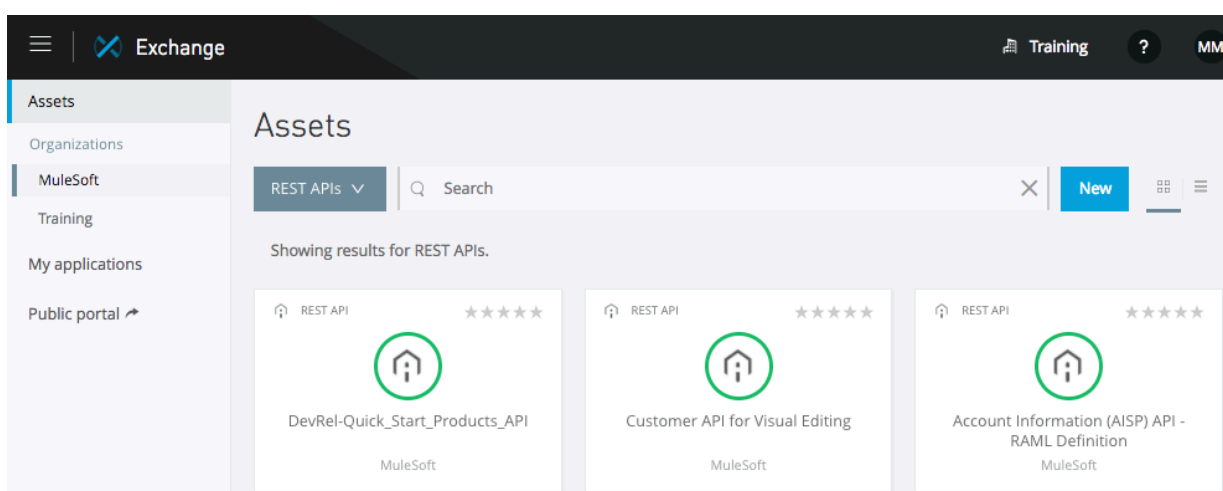 Exchange
Training
?
MM
Assets
Organizations
MuleSoft
Training
My applications
Public portal
Assets
REST APIs
Search
New
Showing results for REST APIs.
REST API
DevRel-Quick_Start_Products_API
MuleSoft
REST API
Customer API for Visual Editing
MuleSoft
REST API
Account Information (AISP) API -
RAML Definition
MuleSoft